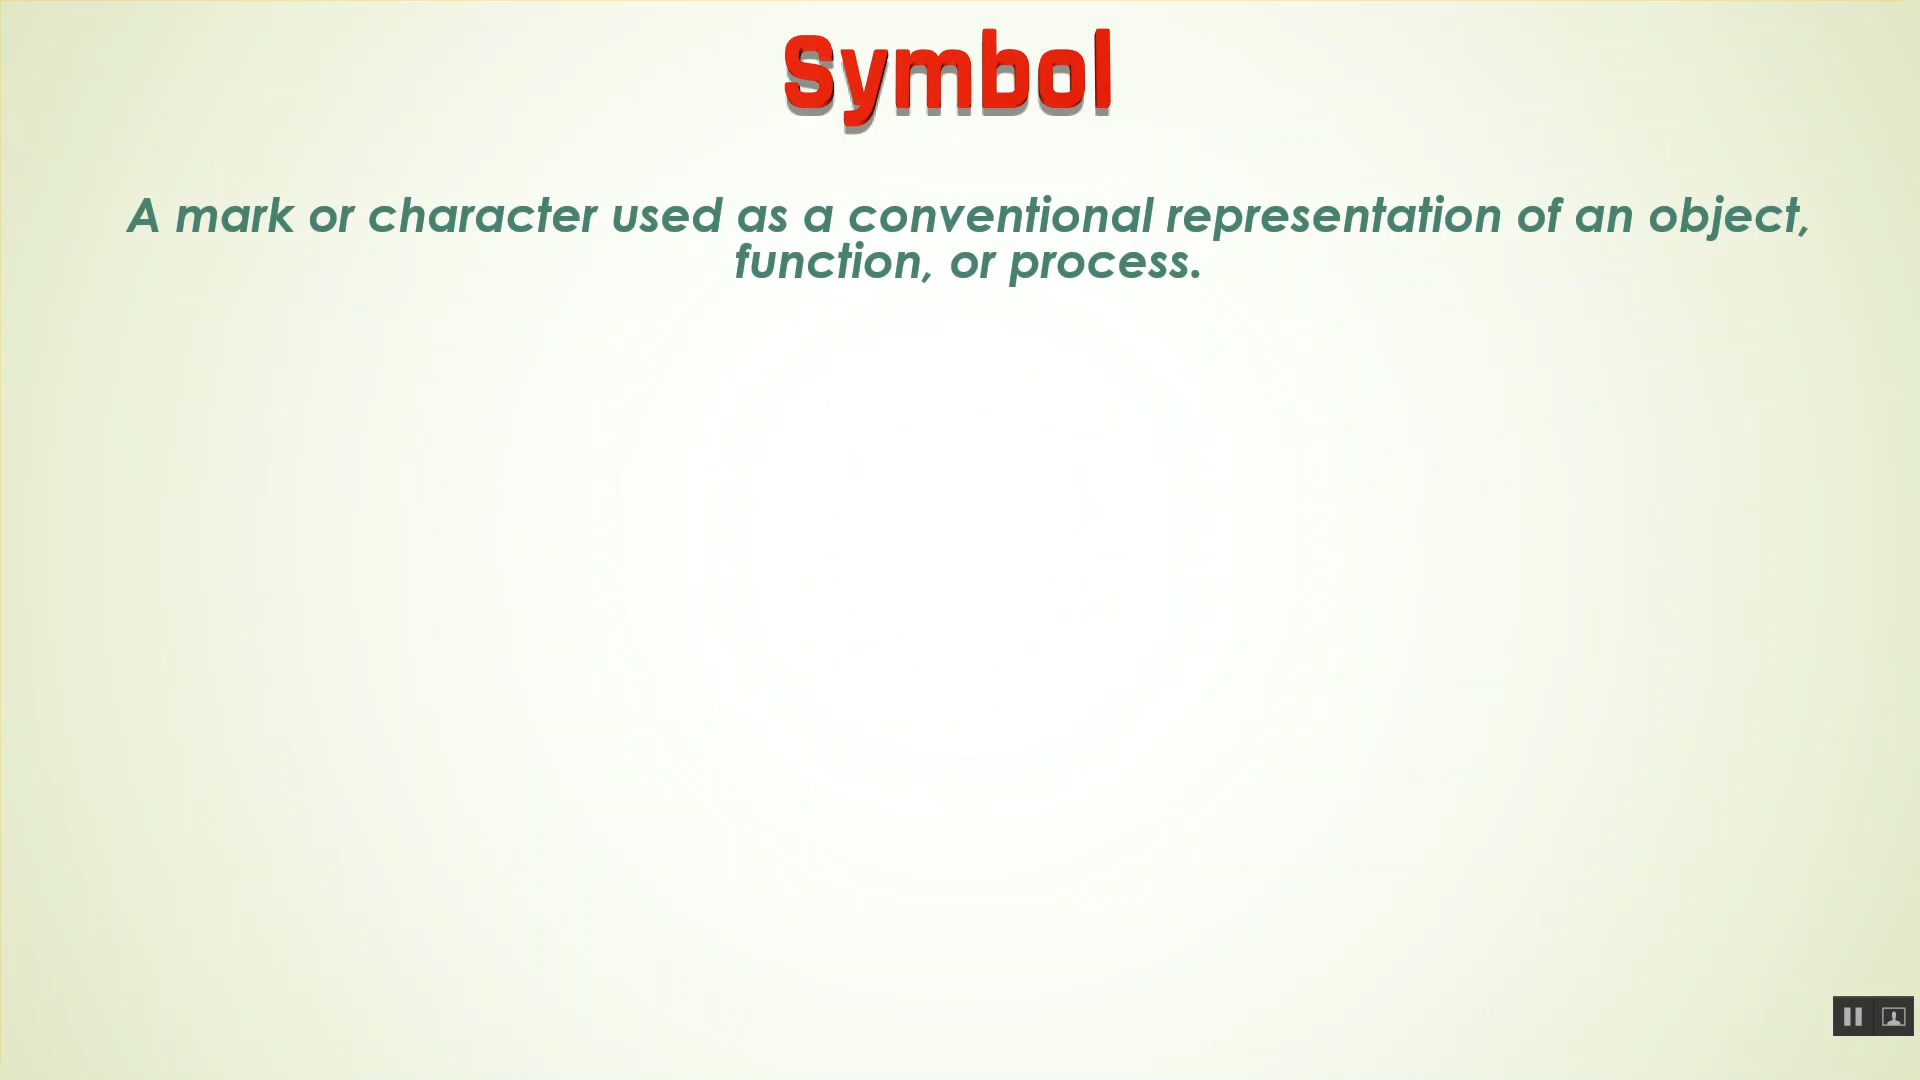 Symbol
A mark or character used as a conventional representation of an object,
function, or process.